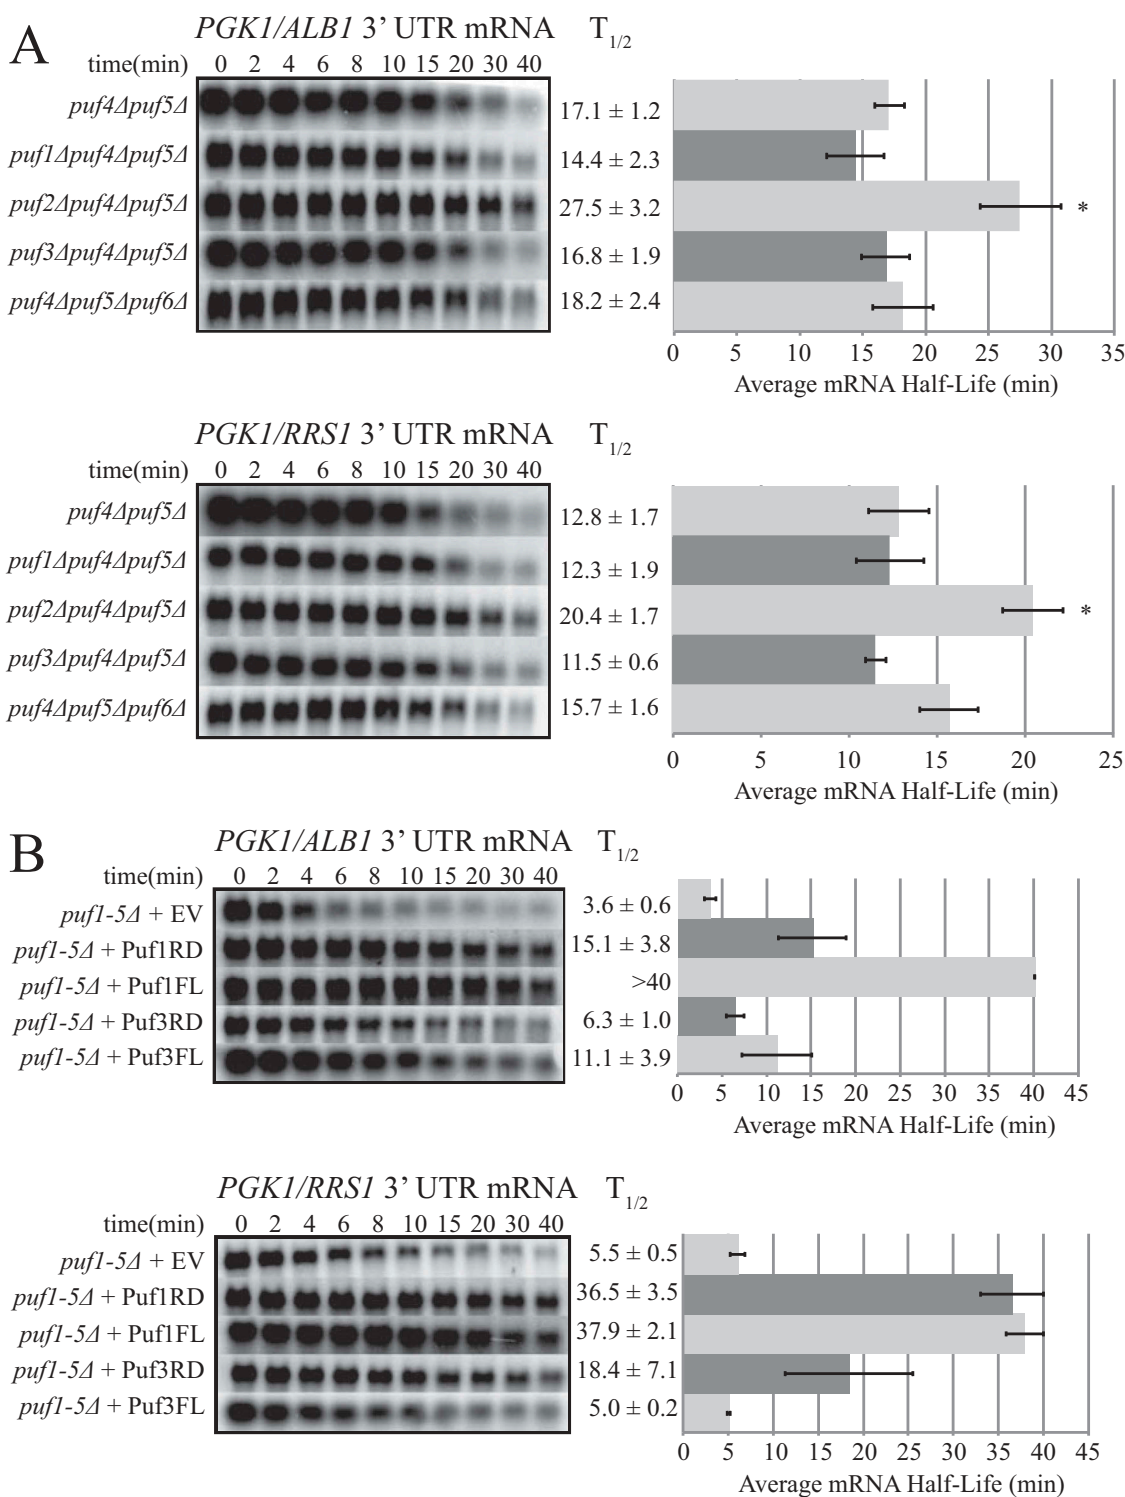 A
PGK1/ALB1 3’ UTR mRNA T1/2
time(min) 0 2 4 6 8 10 15 20 30 40
puf4Δpuf5Δ 17.1 ± 1.2
puf1Δpuf4Δpuf5Δ 14.4 ± 2.3
puf2Δpuf4Δpuf5Δ 27.5 ± 3.2 *
puf3Δpuf4Δpuf5Δ 16.8 ± 1.9
puf4Δpuf5Δpuf6Δ 18.2 ± 2.4
0 5 10 15 20 25 30 35
Average mRNA Half-Life (min)
PGK1/RRS1 3’ UTR mRNA T1/2
time(min) 0 2 4 6 8 10 15 20 30 40
puf4Δpuf5Δ 12.8 ± 1.7
puf1Δpuf4Δpuf5Δ 12.3 ± 1.9
puf2Δpuf4Δpuf5Δ 20.4 ± 1.7 *
puf3Δpuf4Δpuf5Δ 11.5 ± 0.6
puf4Δpuf5Δpuf6Δ 15.7 ± 1.6
0 5 10 15 20 25
Average mRNA Half-Life (min)
B
PGK1/ALB1 3’ UTR mRNA T1/2
time(min) 0 2 4 6 8 10 15 20 30 40
puf1-5Δ + EV 3.6 ± 0.6
puf1-5Δ + Puf1RD 15.1 ± 3.8
puf1-5Δ + Puf1FL >40
puf1-5Δ + Puf3RD 6.3 ± 1.0
puf1-5Δ + Puf3FL 11.1 ± 3.9
0 5 10 15 20 25 30 35 40 45
Average mRNA Half-Life (min)
PGK1/RRS1 3’ UTR mRNA T1/2
time(min) 0 2 4 6 8 10 15 20 30 40
puf1-5Δ + EV 5.5 ± 0.5
puf1-5Δ + Puf1RD 36.5 ± 3.5
puf1-5Δ + Puf1FL 37.9 ± 2.1
puf1-5Δ + Puf3RD 18.4 ± 7.1
puf1-5Δ + Puf3FL 5.0 ± 0.2
0 5 10 15 20 25 30 35 40 45
Average mRNA Half-Life (min)